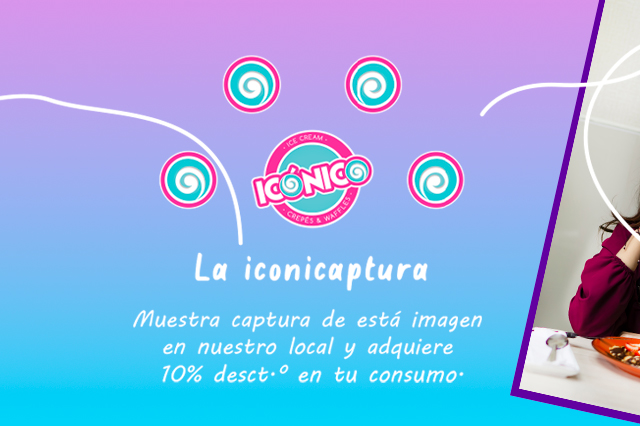 · ICE CREAM ·
ICÓNICO
· CREPÉS & WAFFLES ·
La iconicaptura
Muestra captura de está imagen
en nuestro local y adquiere
10% desct.º en tu consumo.